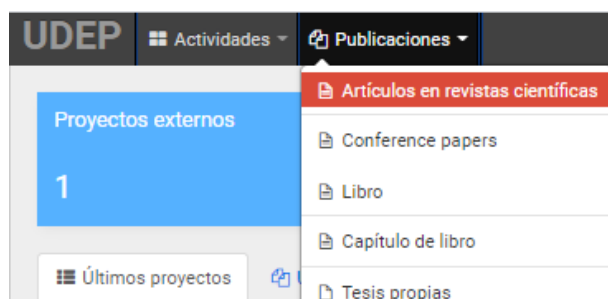 UDEP Actividades Publicaciones
Artículos en revistas científicas
Proyectos externos
Conference papers
1
Libro
Capítulo de libro
Últimos proyectos
Tesis propias